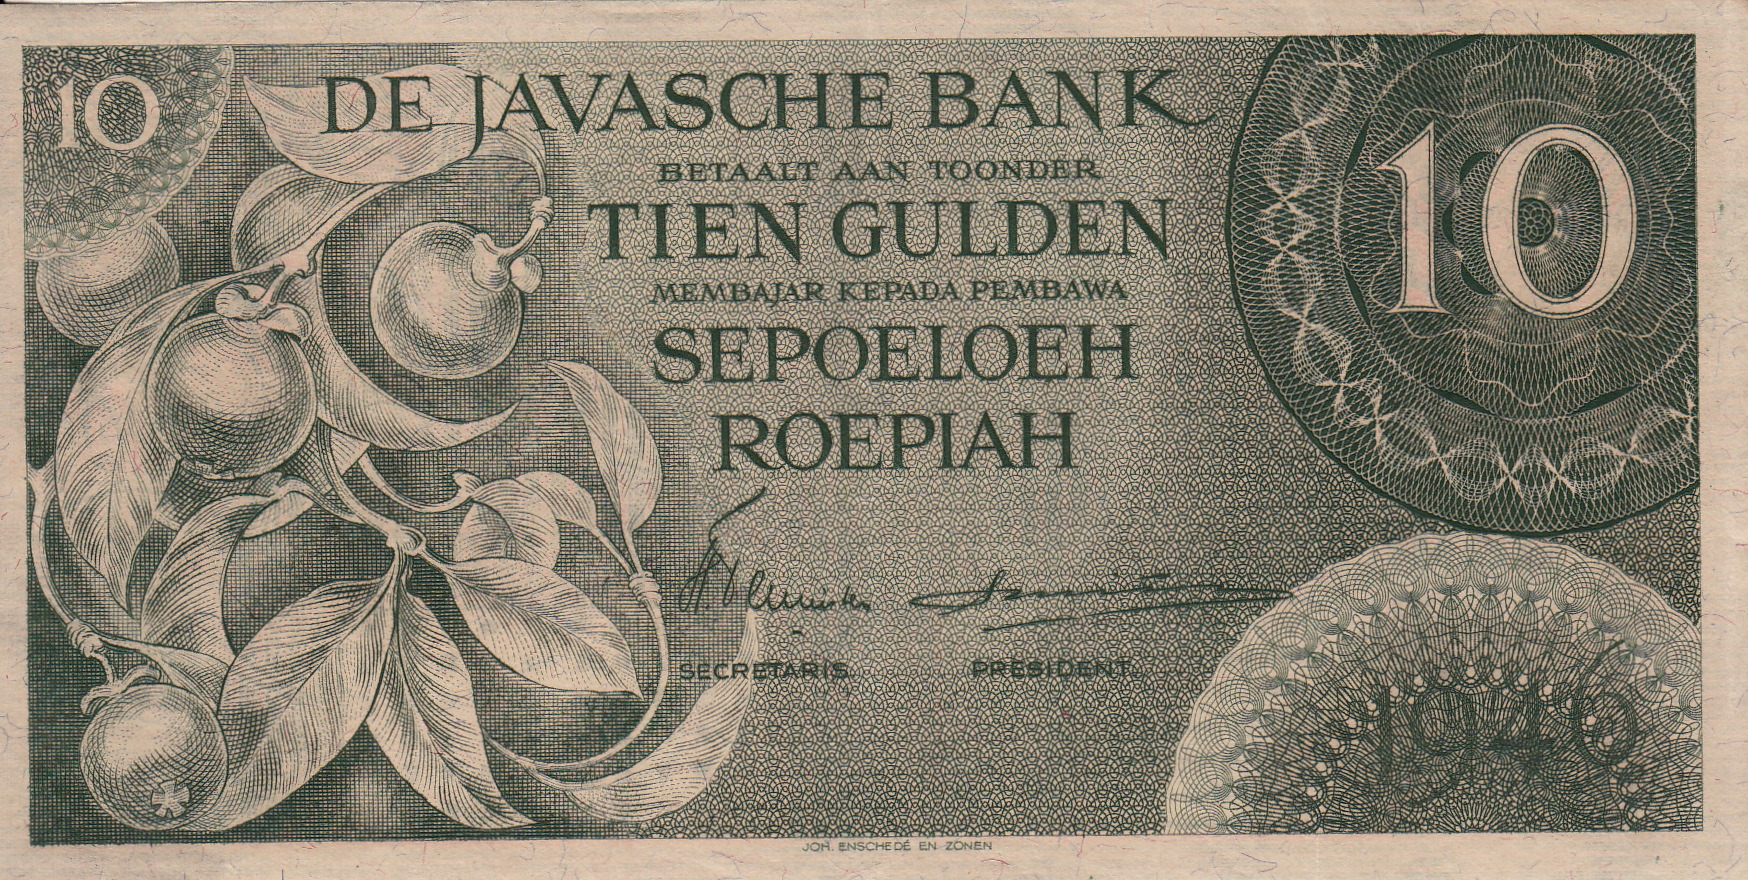 10
DE JAVASCHE BANK
BETAALT AAN TOONDER
TIEN GULDEN
MEMBAJAR KEPADA PEMBAWA
SEPOELOEH
ROEPIAH
10
SECRETARIS.
PRESIDENT.
1946
JOH. ENSCHEDÉ EN ZONEN